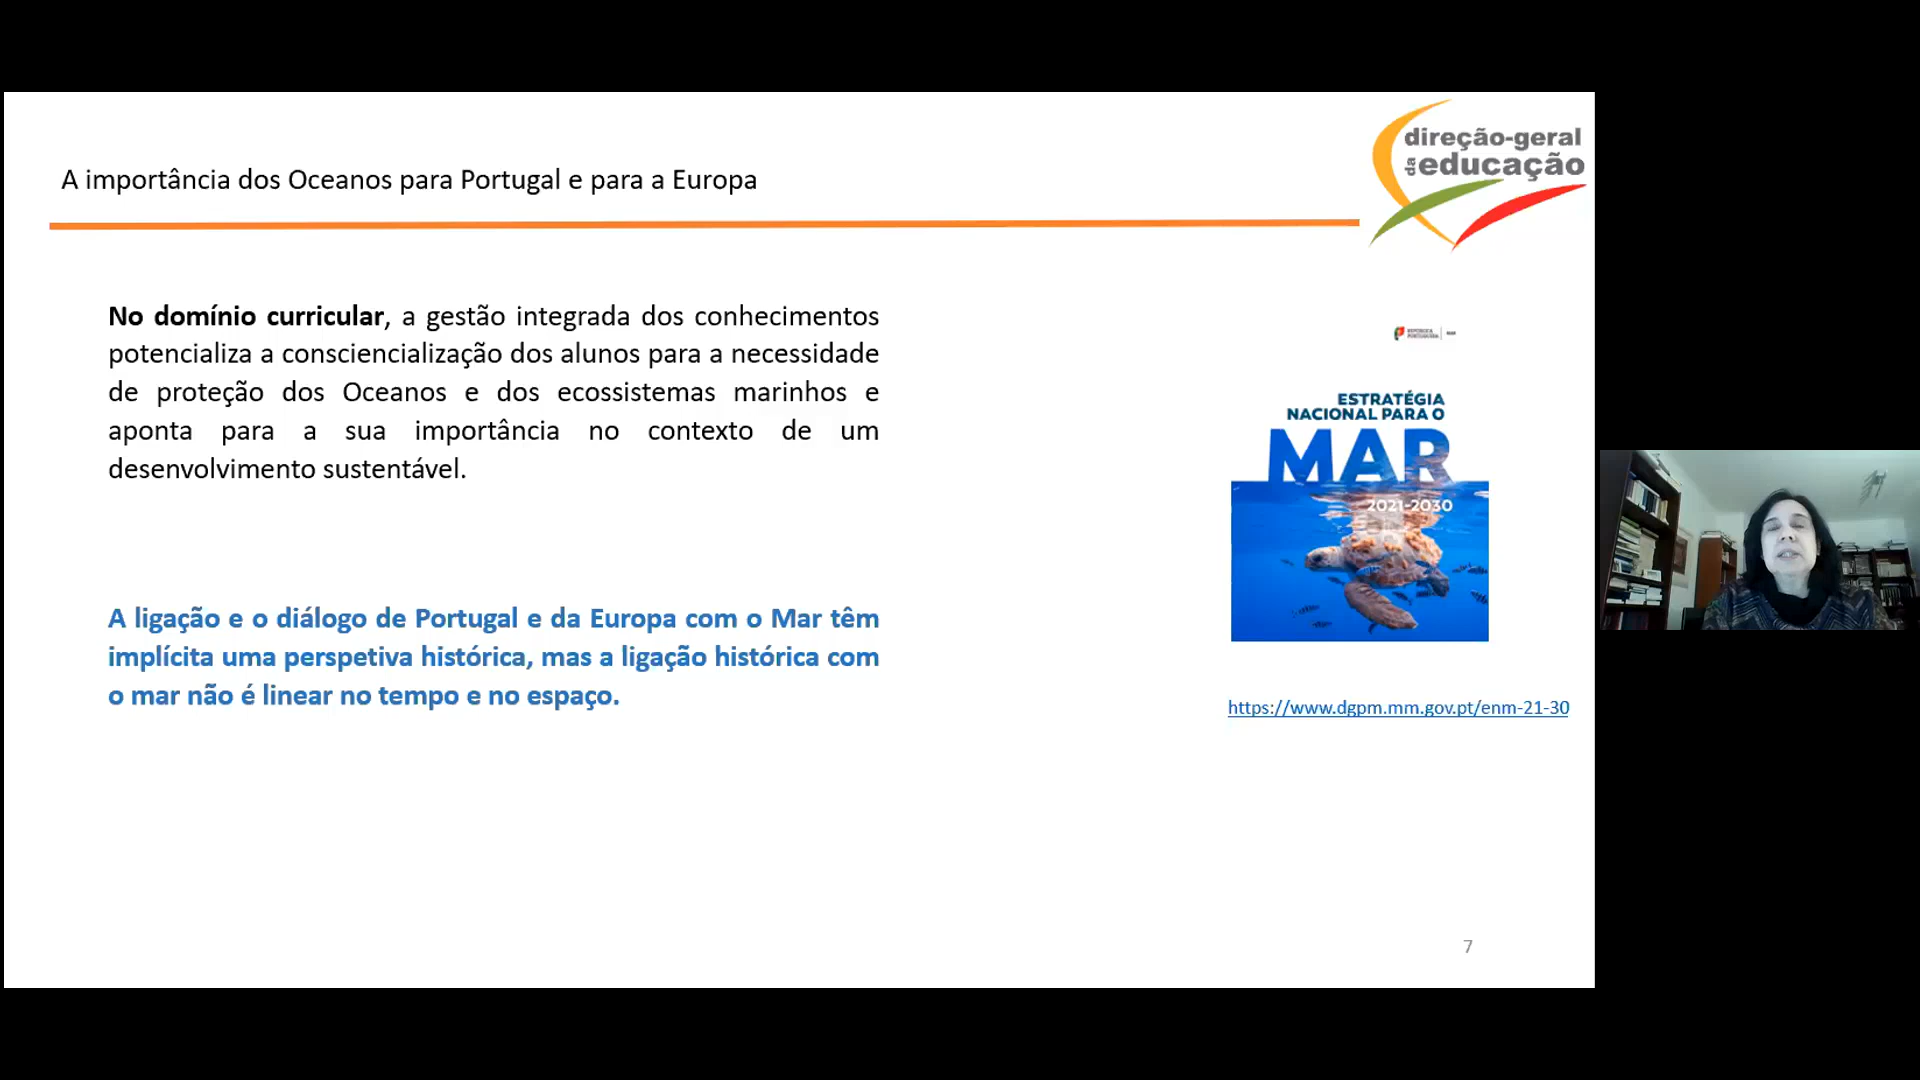 direção-geral
da educação
A importância dos Oceanos para Portugal e para a Europa
No domínio curricular, a gestão integrada dos conhecimentos
potencializa a consciencialização dos alunos para a necessidade
de proteção dos Oceanos e dos ecossistemas marinhos e
aponta para a sua importância no contexto de um
desenvolvimento sustentável.
A ligação e o diálogo de Portugal e da Europa com o Mar têm
implícita uma perspetiva histórica, mas a ligação histórica com
o mar não é linear no tempo e no espaço.
REPÚBLICA
PORTUGUESA
ESTRATÉGIA
NACIONAL PARA O
MAR
2021-2030
https://www.dgpm.mm.gov.pt/enm-21-30
7